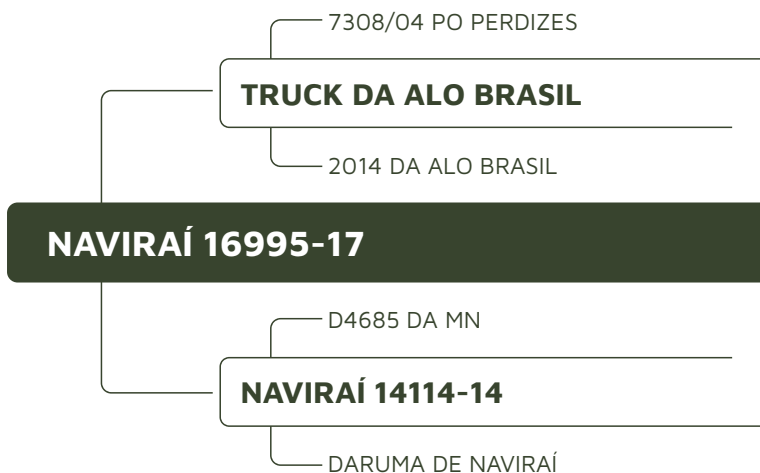 7308/04 PO PERDIZES
TRUCK DA ALO BRASIL
2014 DA ALO BRASIL
NAVIRAÍ 16995-17
D4685 DA MN
NAVIRAÍ 14114-14
DARUMA DE NAVIRAÍ